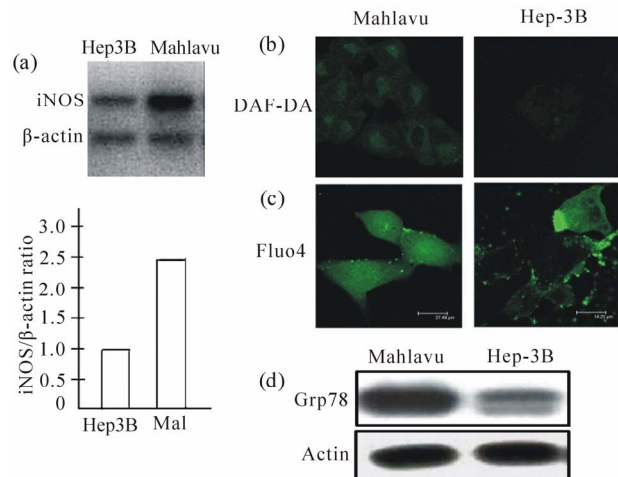 (a)
Hep3B Mahlavu
iNOS
β-actin
iNOS/β-actin ratio
3.0
2.5
2.0
1.5
1.0
0.5
0
Hep3B Mal
(b)
Mahlavu Hep-3B
DAF-DA
(c)
Fluo4
(d)
Mahlavu Hep-3B
Grp78
Actin